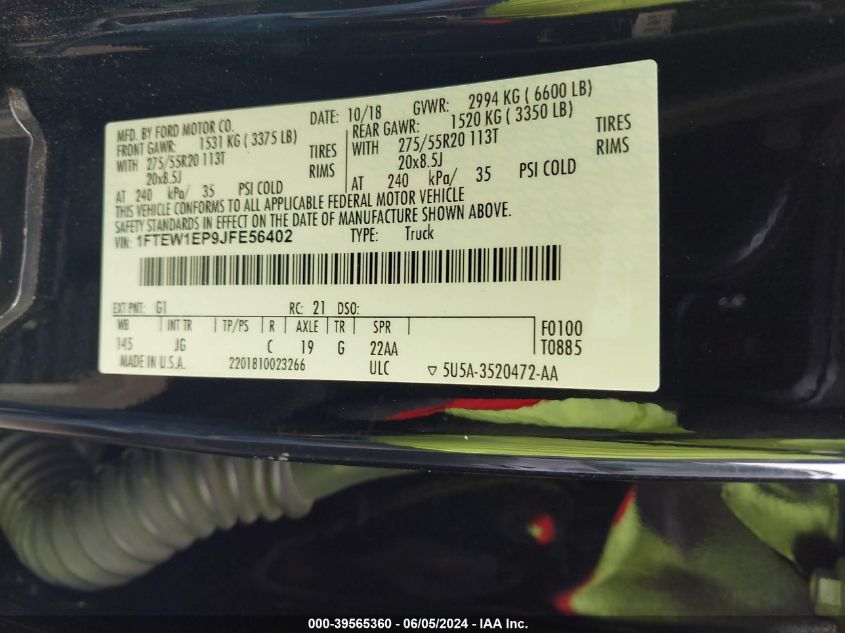 MFD. BY FORD MOTOR CO. DATE: 10/18 GVWR: 2994 KG ( 6600 LB)
FRONT GAWR: 1531 KG ( 3375 LB) REAR GAWR: 1520 KG ( 3350 LB)
WITH 275/55R20 113T TIRES WITH 275/55R20 113T TIRES
20x8.5J RIMS 20x8.5J RIMS
AT 240 kPa/ 35 PSI COLD AT 240 kPa/ 35 PSI COLD
THIS VEHICLE CONFORMS TO ALL APPLICABLE FEDERAL MOTOR VEHICLE
SAFETY STANDARDS IN EFFECT ON THE DATE OF MANUFACTURE SHOWN ABOVE.
VIN: 1FTEW1EP9JFE56402 TYPE: Truck
EXT PNT: G1 RC: 21 DSO:
WB INT TR TP/PS R AXLE TR SPR F0100
145 JG C 19 G 22AA T0885
MADE IN U.S.A. 2201810023266 ULC ▽ 5U5A-3520472-AA
000-39565360 - 06/05/2024 - IAA Inc.